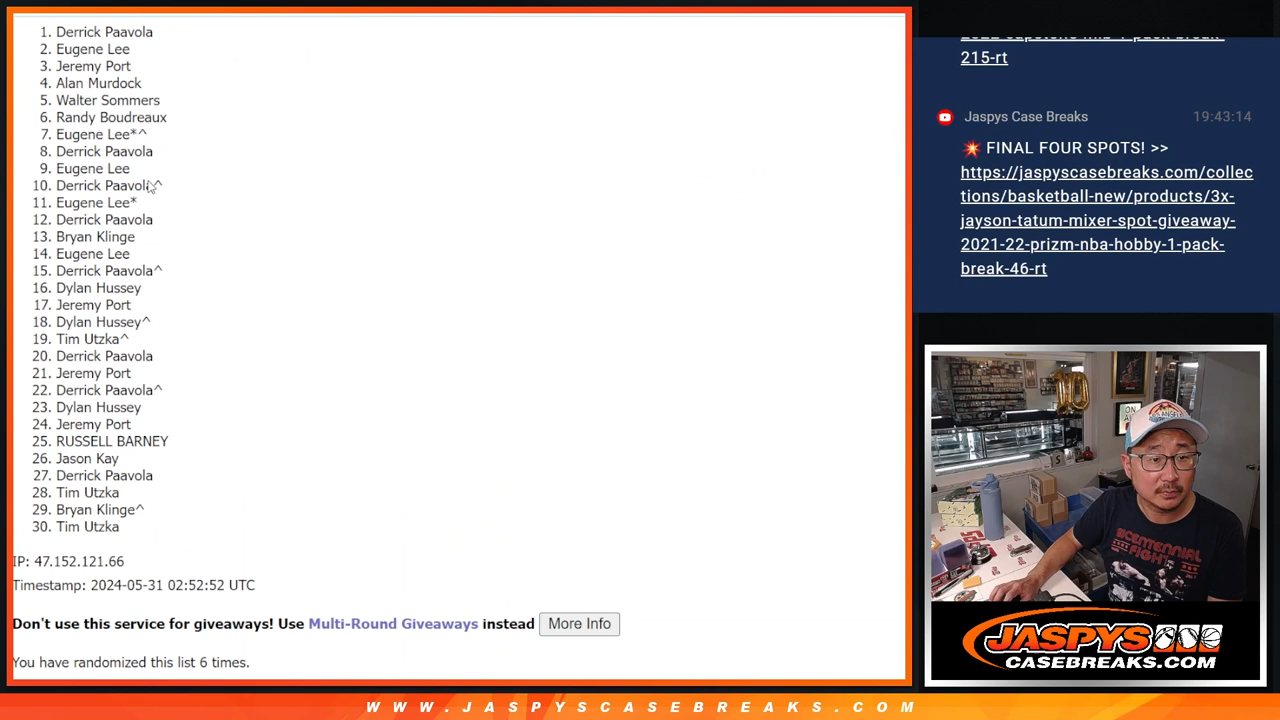 1. Derrick Paavola
2. Eugene Lee
3. Jeremy Port
4. Alan Murdock
5. Walter Sommers
6. Randy Boudreaux
7. Eugene Lee*^
8. Derrick Paavola
9. Eugene Lee
10. Derrick Paavola^
11. Eugene Lee*
12. Derrick Paavola
13. Bryan Klinge
14. Eugene Lee
15. Derrick Paavola^
16. Dylan Hussey
17. Jeremy Port
18. Dylan Hussey^
19. Tim Utzka^
20. Derrick Paavola
21. Jeremy Port
22. Derrick Paavola^
23. Dylan Hussey
24. Jeremy Port
25. RUSSELL BARNEY
26. Jason Kay
27. Derrick Paavola
28. Tim Utzka
29. Bryan Klinge^
30. Tim Utzka
IP: 47.152.121.66
Timestamp: 2024-05-31 02:52:52 UTC
Don't use this service for giveaways! Use Multi-Round Giveaways instead More Info
You have randomized this list 6 times.
215-rt
Jaspys Case Breaks 19:43:14
💥 FINAL FOUR SPOTS! >>
https://jaspyscasebreaks.com/collec
tions/basketball-new/products/3x-
jayson-tatum-mixer-spot-giveaway-
2021-22-prizm-nba-hobby-1-pack-
break-46-rt
10
BICENTENNIAL
FIGHT
JASPYS
CASEBREAKS.COM
WWW.JASPYSCASEBREAKS.COM